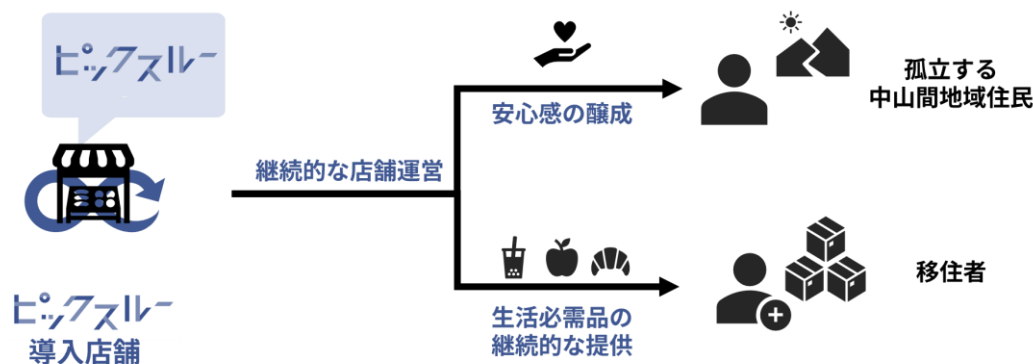 ピックスルー
ピックスルー
導入店舗
継続的な店舗運営
安心感の醸成
孤立する
中山間地域住民
生活必需品の
継続的な提供
移住者